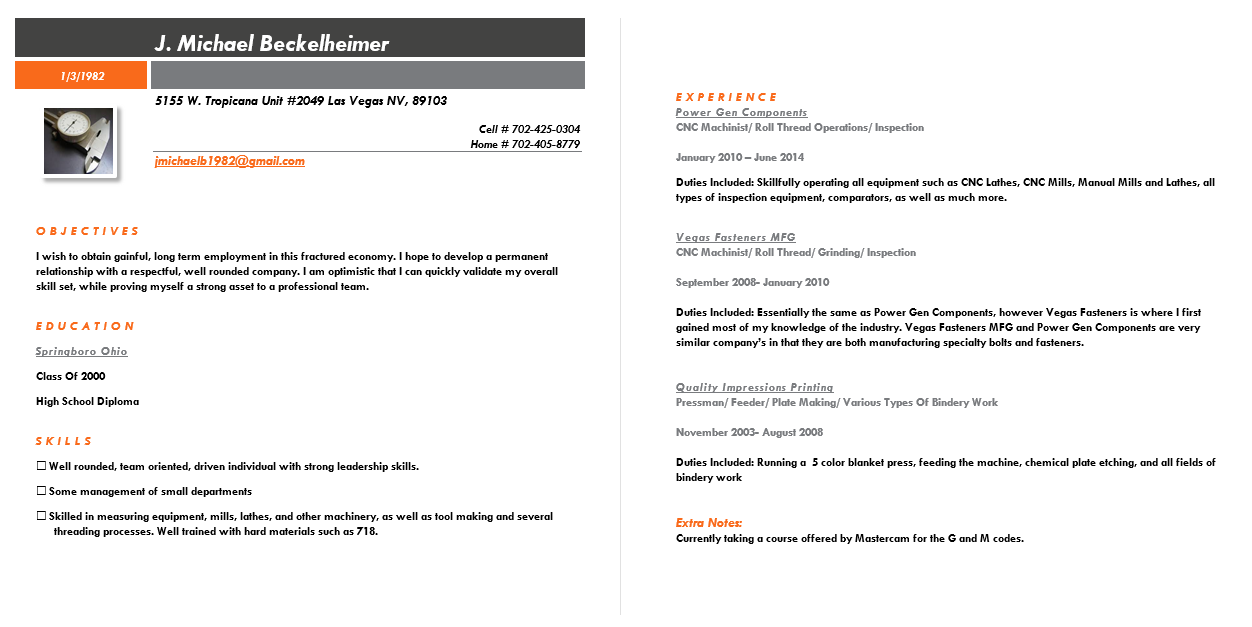 J. Michael Beckelheimer
1/3/1982
5155 W. Tropicana Unit #2049 Las Vegas NV, 89103
Cell # 702-425-0304
Home # 702-405-8779
jmichaelb1982@gmail.com
OBJECTIVES
I wish to obtain gainful, long term employment in this fractured economy. I hope to develop a permanent
relationship with a respectful, well rounded company. I am optimistic that I can quickly validate my overall
skill set, while proving myself a strong asset to a professional team.
EDUCATION
Springboro Ohio
Class Of 2000
High School Diploma
SKILLS
☐ Well rounded, team oriented, driven individual with strong leadership skills.
☐ Some management of small departments
☐ Skilled in measuring equipment, mills, lathes, and other machinery, as well as tool making and several
threading processes. Well trained with hard materials such as 718.
EXPERIENCE
Power Gen Components
CNC Machinist/ Roll Thread Operations/ Inspection
January 2010 – June 2014
Duties Included: Skillfully operating all equipment such as CNC Lathes, CNC Mills, Manual Mills and Lathes, all
types of inspection equipment, comparators, as well as much more.
Vegas Fasteners MFG
CNC Machinist/ Roll Thread/ Grinding/ Inspection
September 2008- January 2010
Duties Included: Essentially the same as Power Gen Components, however Vegas Fasteners is where I first
gained most of my knowledge of the industry. Vegas Fasteners MFG and Power Gen Components are very
similar company's in that they are both manufacturing specialty bolts and fasteners.
Quality Impressions Printing
Pressman/ Feeder/ Plate Making/ Various Types Of Bindery Work
November 2003- August 2008
Duties Included: Running a  5 color blanket press, feeding the machine, chemical plate etching, and all fields of
bindery work
Extra Notes:
Currently taking a course offered by Mastercam for the G and M codes.